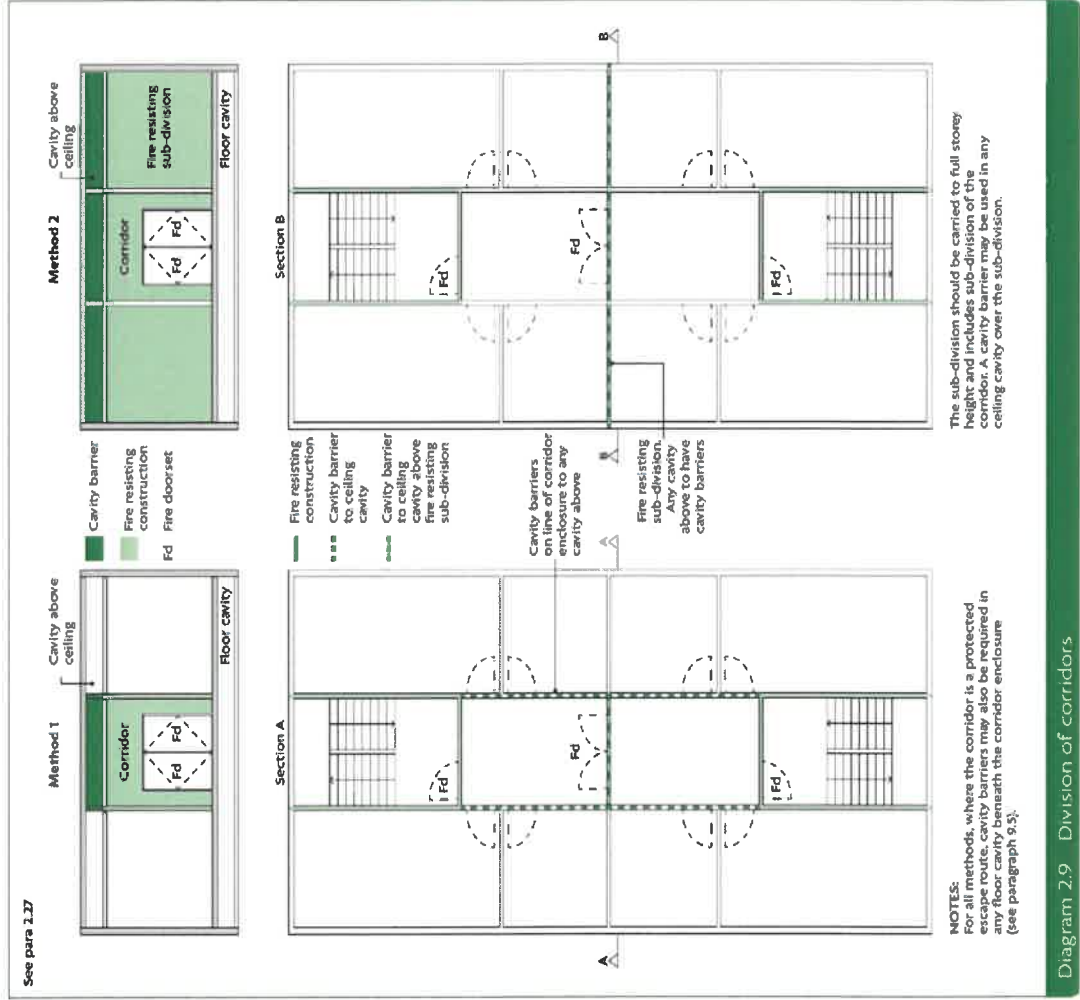 See para 2.27
Method 1
Cavity above
ceiling
Corridor
Fd
Fd
Floor cavity
Cavity barrier
Fire resisting
construction
Fd Fire doorset
Method 2
Cavity above
ceiling
Corridor
Fd
Fd
Fire resisting
sub-division
Floor cavity
Section A
Fd
Fd
Fd
A
A
Fire resisting
construction
Cavity barrier
to ceiling
cavity
Cavity barrier
to ceiling
cavity above
fire resisting
sub-division
Cavity barriers
on line of corridor
enclosure to any
cavity above
Fire resisting
sub-division.
Any cavity
above to have
cavity barriers
Section B
Fd
Fd
Fd
B
B
NOTES:
For all methods, where the corridor is a protected
escape route, cavity barriers may also be required in
any floor cavity beneath the corridor enclosure
(see paragraph 9.5).
The sub-division should be carried to full storey
height and includes sub-division of the
corridor. A cavity barrier may be used in any
ceiling cavity over the sub-division.
Diagram 2.9 Division of corridors